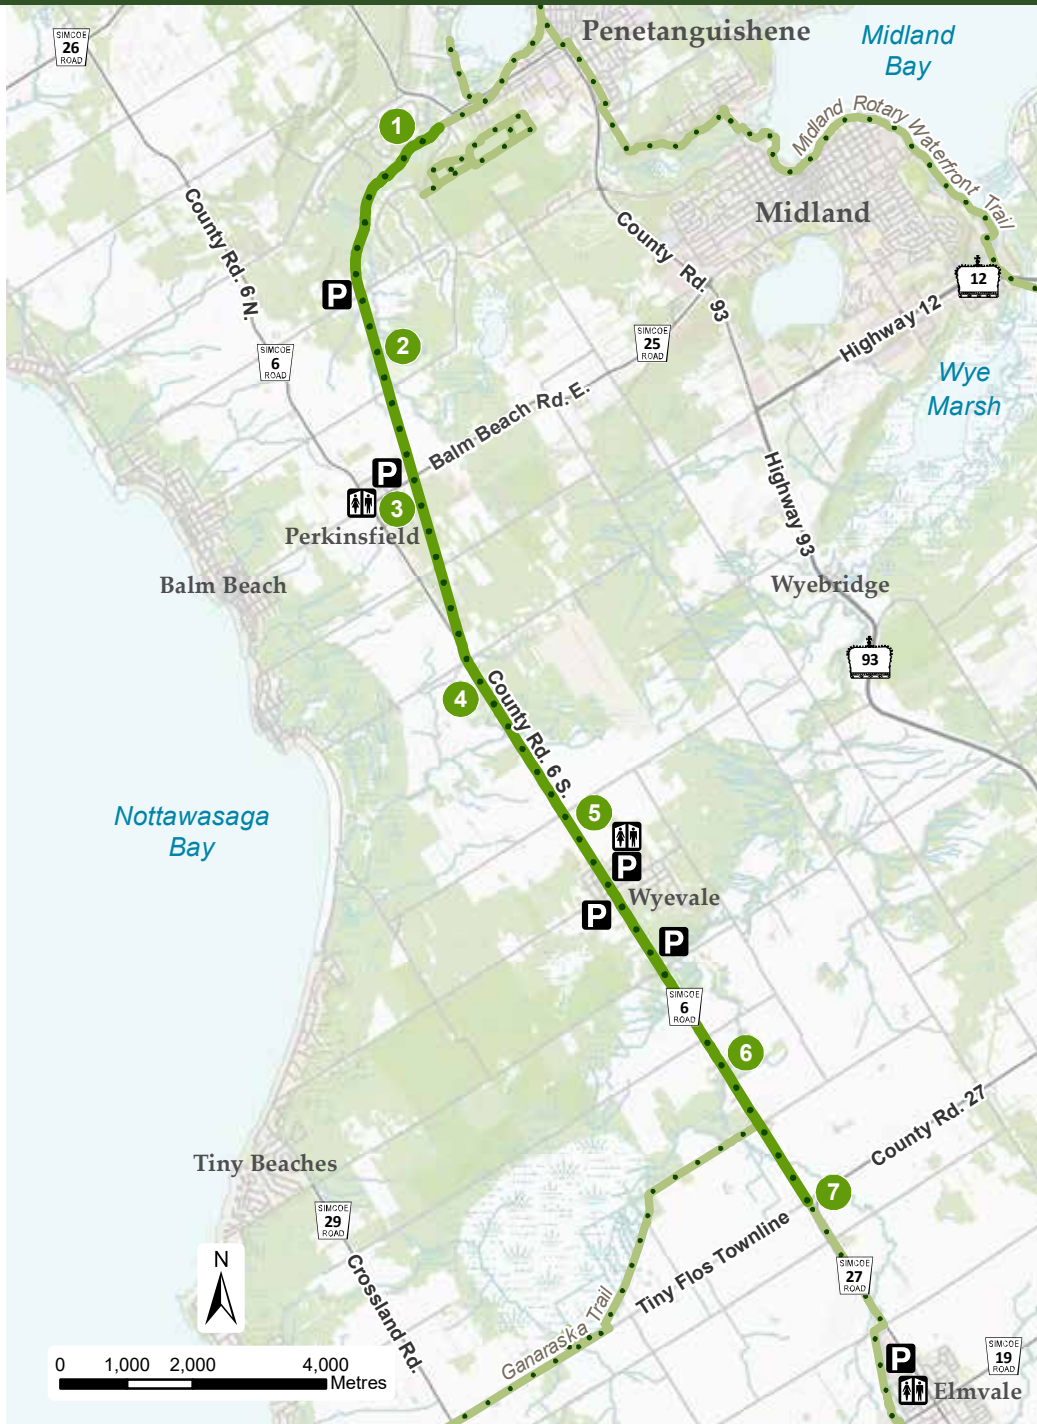 SIMCOE
26
ROAD
Penetanguishene
Midland
Bay
1
Midland Rotary Waterfront Trail
County Rd. 6 N.
Midland
County Rd. 93
12
P
SIMCOE
6
ROAD
2
SIMCOE
25
ROAD
Highway 12
Wye
Marsh
Balm Beach Rd. E.
P
3
Perkinsfield
Highway 93
Balm Beach
Wyebridge
93
4
County Rd. 6 S.
Nottawasaga
Bay
5
P
Wyevale
P
P
SIMCOE
6
ROAD
6
County Rd. 27
Tiny Beaches
7
SIMCOE
29
ROAD
Tiny Flos Townline
N
Crossland Rd.
SIMCOE
27
ROAD
Ganaraska Trail
0 1,000 2,000 4,000
Metres
P
SIMCOE
19
ROAD
Elmvale